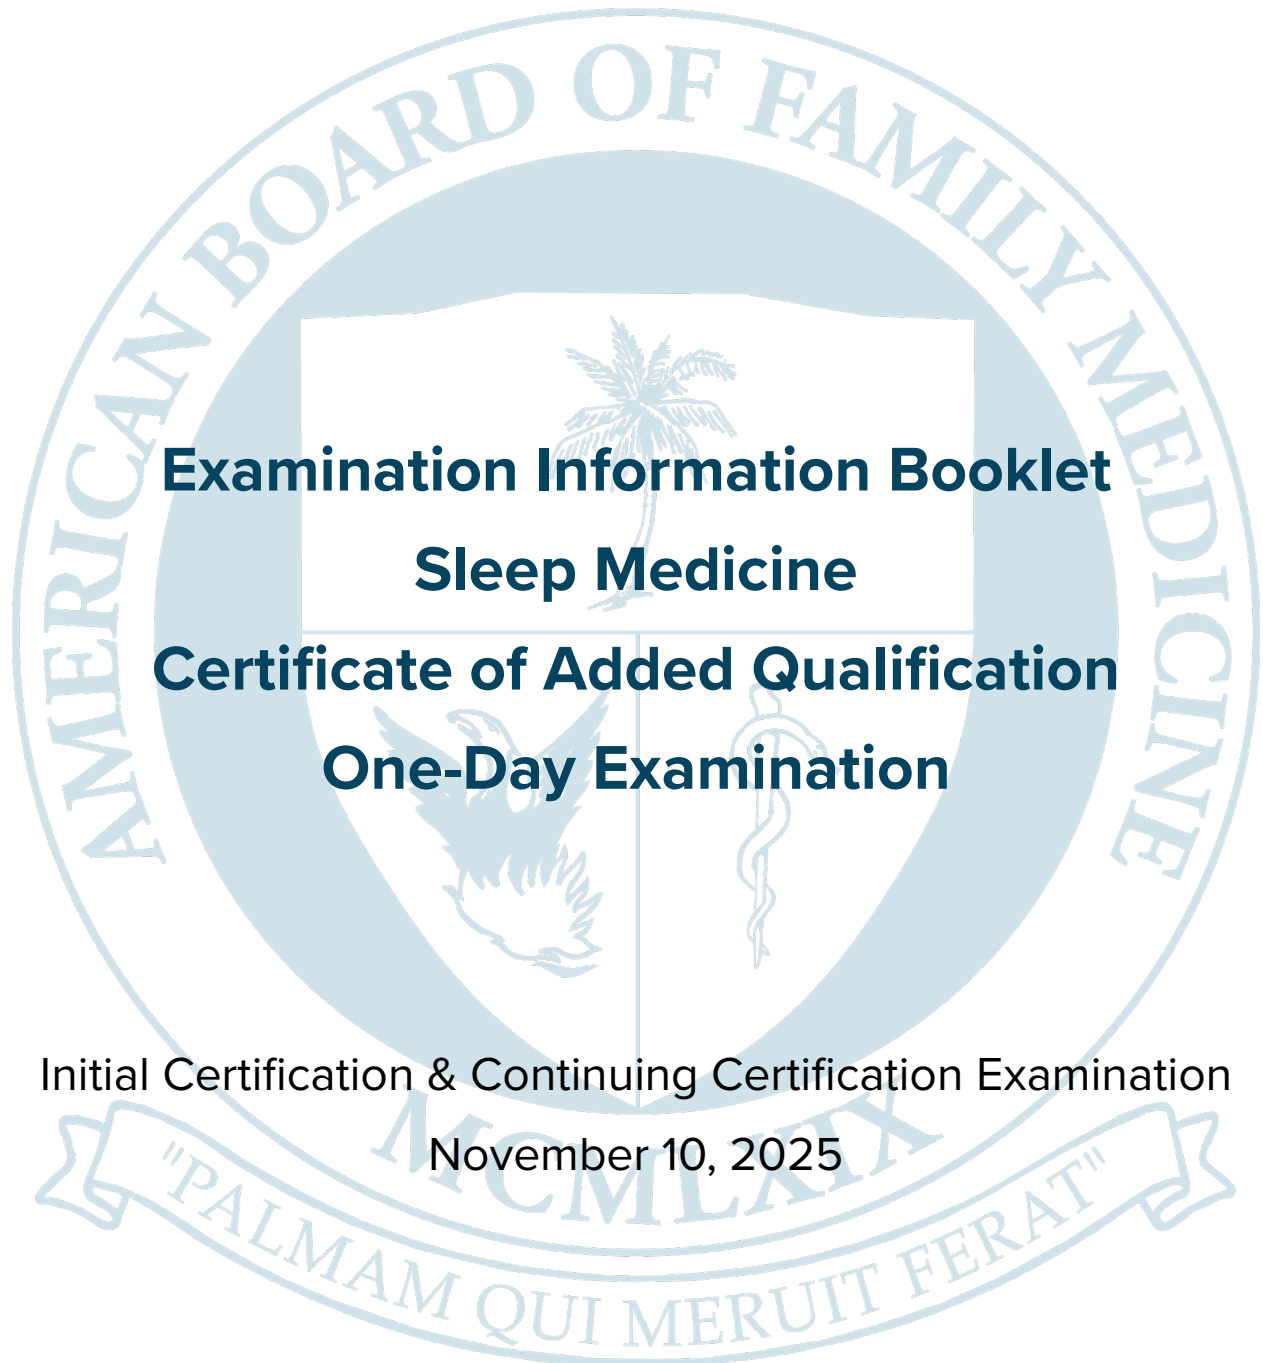 AMERICAN BOARD OF FAMILY MEDICINE
Examination Information Booklet
Sleep Medicine
Certificate of Added Qualification
One-Day Examination
Initial Certification & Continuing Certification Examination
November 10, 2025
MCMLXIX
"PALMAM QUI MERUIT FERAT"